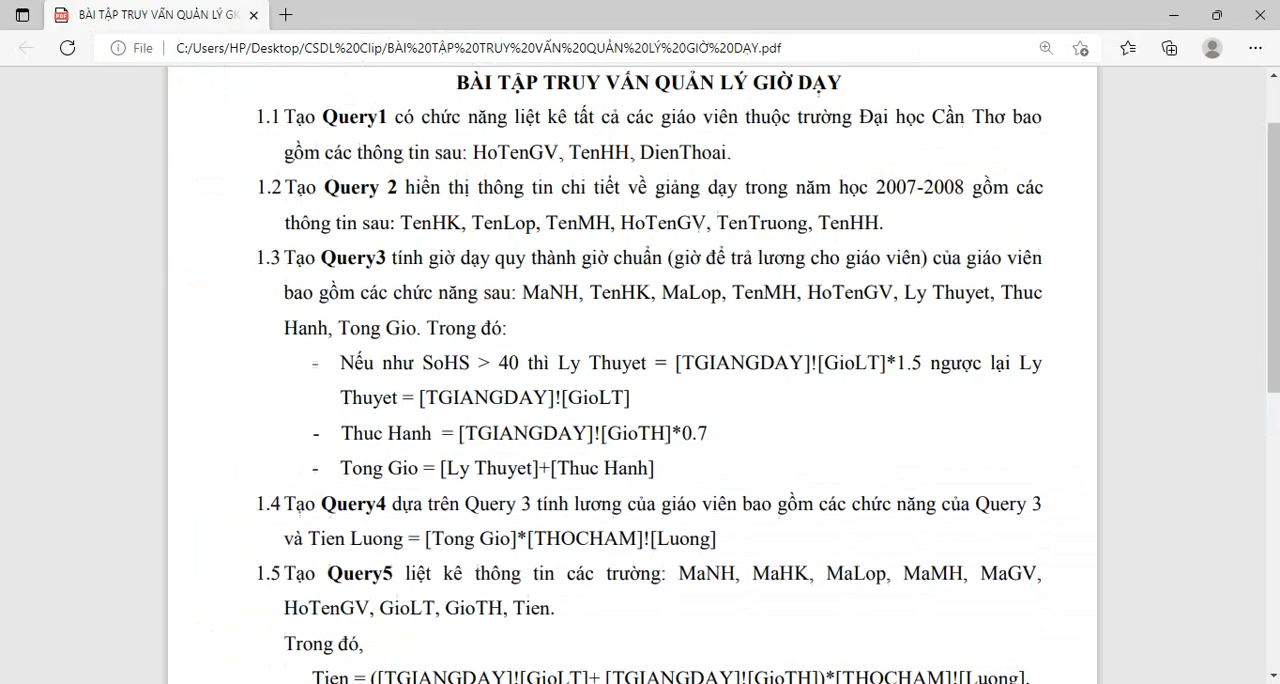 BÀI TẬP TRUY VẤN QUẢN LÝ GIỜ
File C:/Users/HP/Desktop/CSDL%20Clip/BÀI%20TẬP%20TRUY%20VẤN%20QUẢN%20LÝ%20GIỜ%20DẠY.pdf
BÀI TẬP TRUY VẤN QUẢN LÝ GIỜ DẠY
1.1 Tạo Query1 có chức năng liệt kê tất cả các giáo viên thuộc trường Đại học Cần Thơ bao
gồm các thông tin sau: HoTenGV, TenHH, DienThoai.
1.2 Tạo Query 2 hiển thị thông tin chi tiết về giảng dạy trong năm học 2007-2008 gồm các
thông tin sau: TenHK, TenLop, TenMH, HoTenGV, TenTruong, TenHH.
1.3 Tạo Query3 tính giờ dạy quy thành giờ chuẩn (giờ để trả lương cho giáo viên) của giáo viên
bao gồm các chức năng sau: MaNH, TenHK, MaLop, TenMH, HoTenGV, Ly Thuyet, Thuc
Hanh, Tong Gio. Trong đó:
- Nếu như SoHS > 40 thì Ly Thuyet = [TGIANGDAY]![GioLT]*1.5 ngược lại Ly
Thuyet = [TGIANGDAY]![GioLT]
- Thuc Hanh = [TGIANGDAY]![GioTH]*0.7
- Tong Gio = [Ly Thuyet]+[Thuc Hanh]
1.4 Tạo Query4 dựa trên Query 3 tính lương của giáo viên bao gồm các chức năng của Query 3
và Tien Luong = [Tong Gio]*[THOCHAM]![Luong]
1.5 Tạo Query5 liệt kê thông tin các trường: MaNH, MaHK, MaLop, MaMH, MaGV,
HoTenGV, GioLT, GioTH, Tien.
Trong đó,
Tien = ([TGIANGDAY]![GioLT]+ [TGIANGDAY]![GioTH])*[THOCHAM]![Luong].